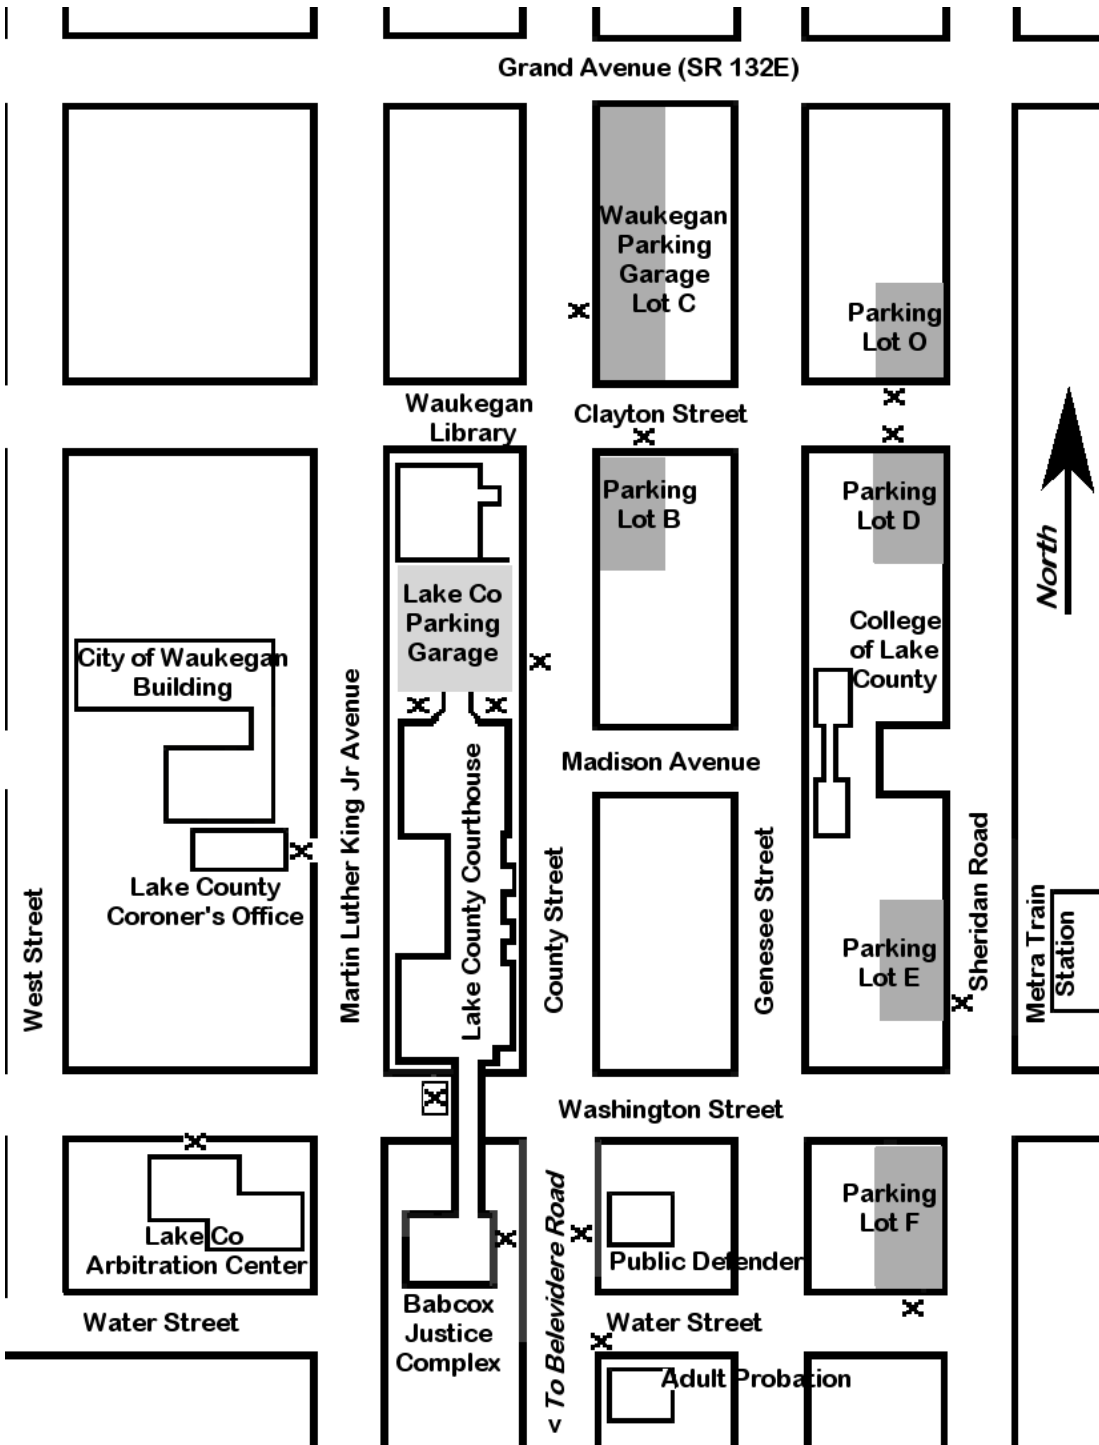 Grand Avenue (SR 132E)
Waukegan
Parking
Garage
Lot C
Parking
Lot O
Waukegan
Library
Clayton Street
Parking
Lot B
Parking
Lot D
North
Lake Co
Parking
Garage
College
of Lake
County
City of Waukegan
Building
Martin Luther King Jr Avenue
Lake County Courthouse
Madison Avenue
Lake County
Coroner's Office
West Street
County Street
Genesee Street
Sheridan Road
Parking
Lot E
Metra Train
Station
Washington Street
Lake Co
Arbitration Center
Parking
Lot F
Public Defender
< To Belevidere Road
Babcox
Justice
Complex
Water Street
Water Street
Adult Probation